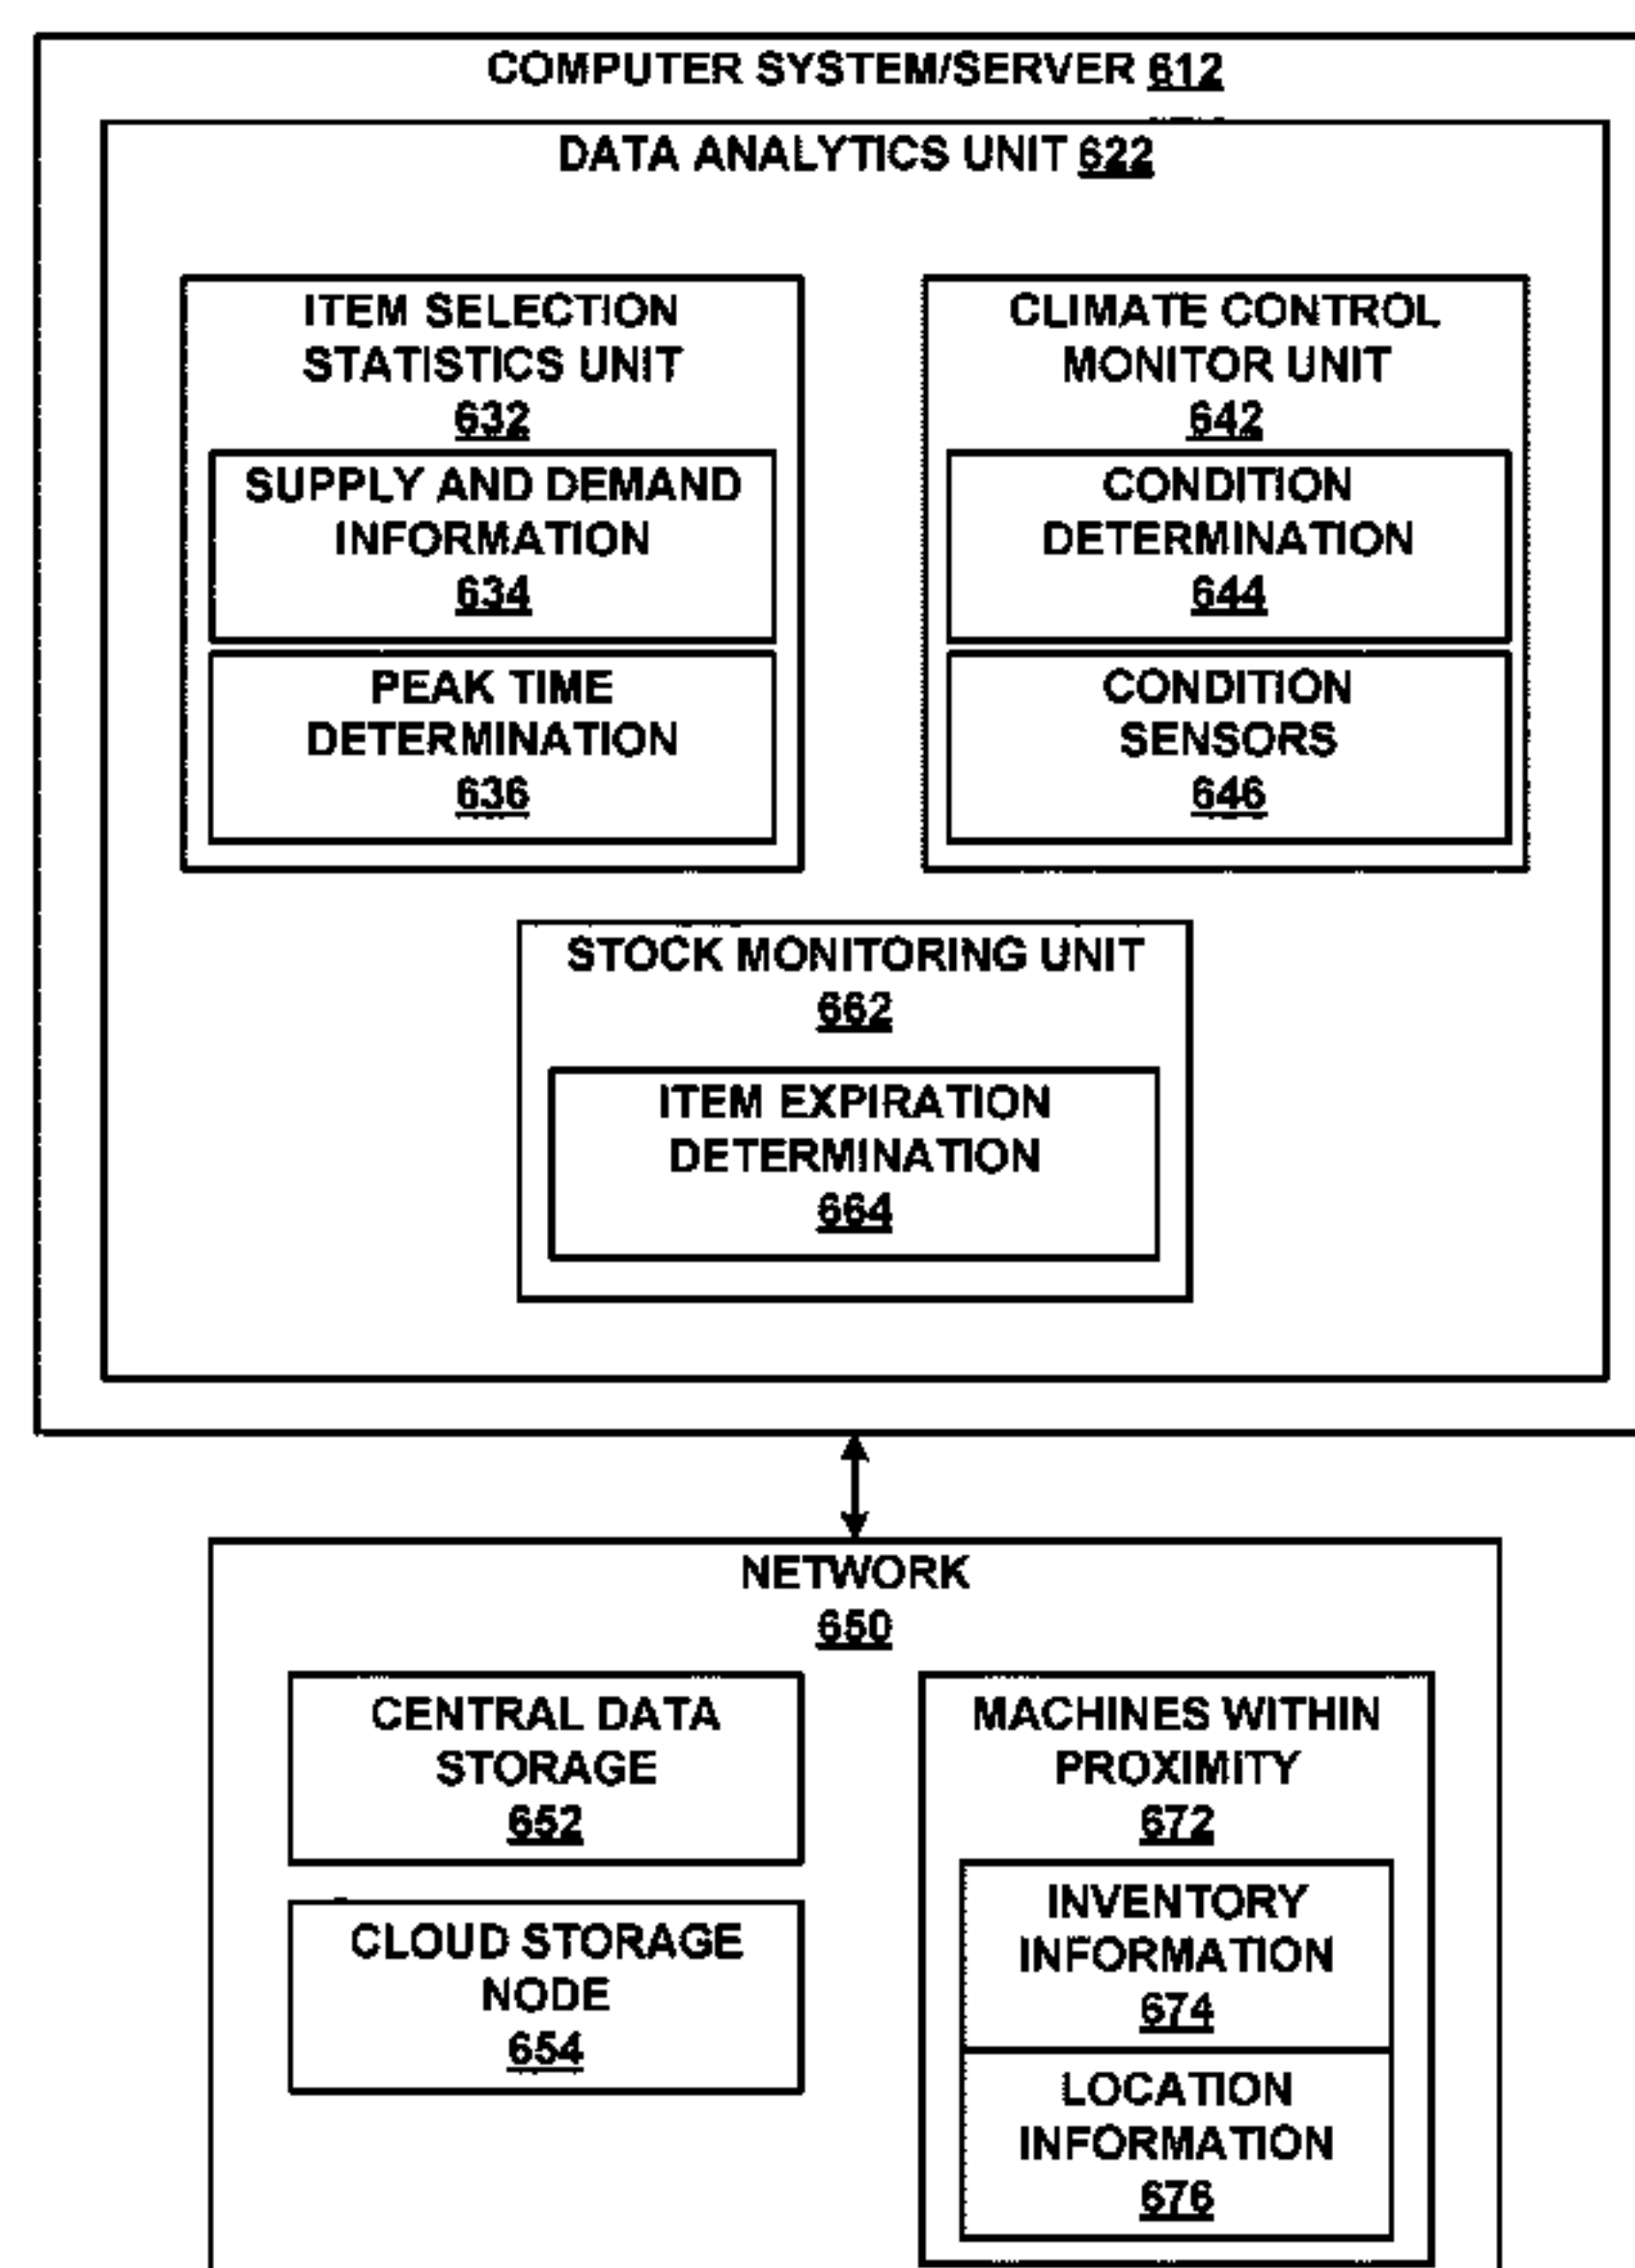 COMPUTER SYSTEM/SERVER 612
DATA ANALYTICS UNIT 622
ITEM SELECTION
STATISTICS UNIT
632
SUPPLY AND DEMAND
INFORMATION
634
PEAK TIME
DETERMINATION
636
CLIMATE CONTROL
MONITOR UNIT
642
CONDITION
DETERMINATION
644
CONDITION
SENSORS
646
STOCK MONITORING UNIT
662
ITEM EXPIRATION
DETERMINATION
664
NETWORK
650
CENTRAL DATA
STORAGE
652
CLOUD STORAGE
NODE
654
MACHINES WITHIN
PROXIMITY
672
INVENTORY
INFORMATION
674
LOCATION
INFORMATION
676